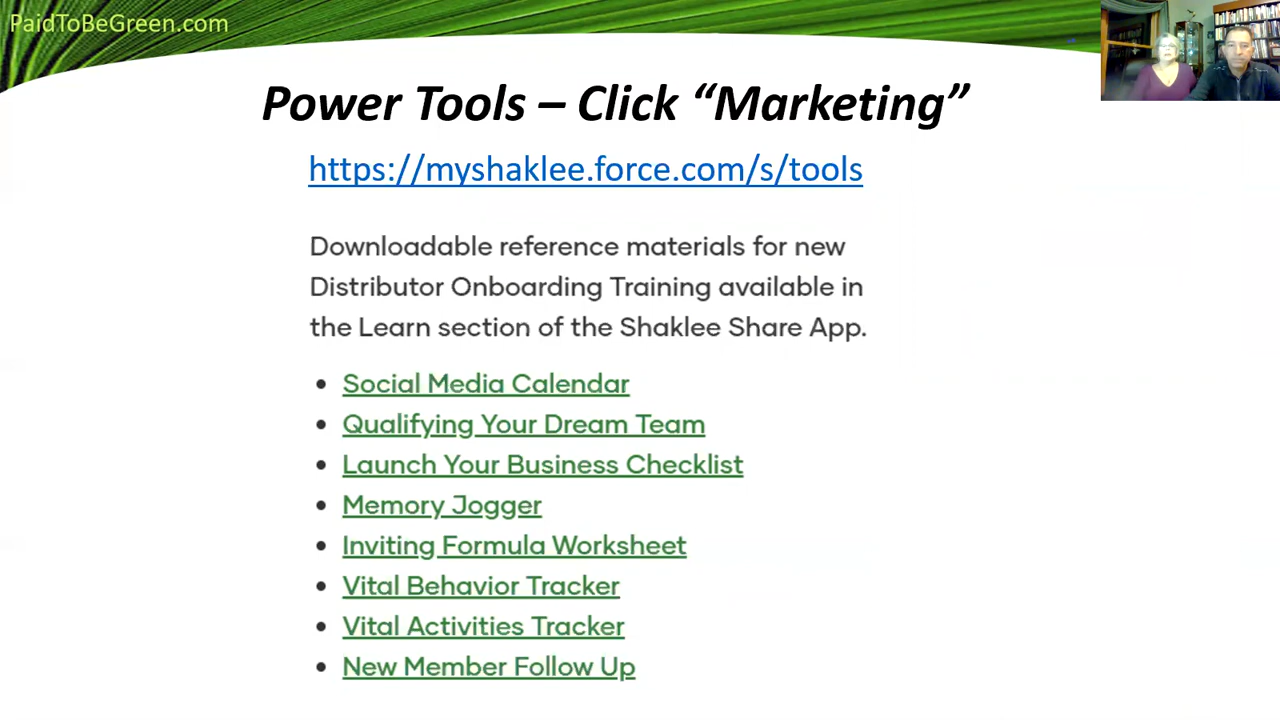 PaidToBeGreen.com
Power Tools – Click “Marketing”
https://myshaklee.force.com/s/tools
Downloadable reference materials for new
Distributor Onboarding Training available in
the Learn section of the Shaklee Share App.
• Social Media Calendar
• Qualifying Your Dream Team
• Launch Your Business Checklist
• Memory Jogger
• Inviting Formula Worksheet
• Vital Behavior Tracker
• Vital Activities Tracker
• New Member Follow Up